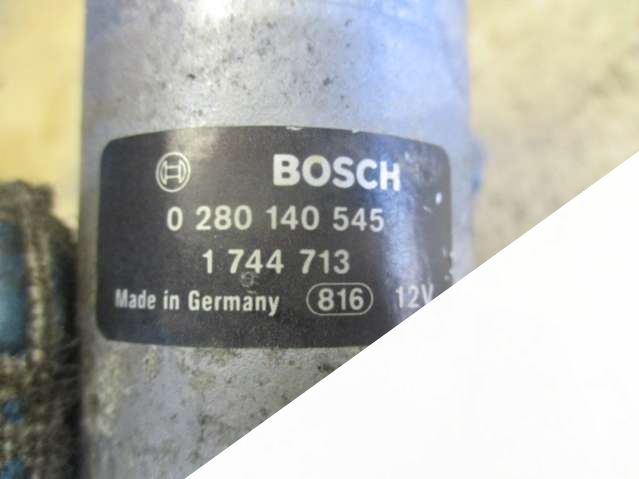 BOSCH
0 280 140 545
1 744 713
Made in Germany 816 12V